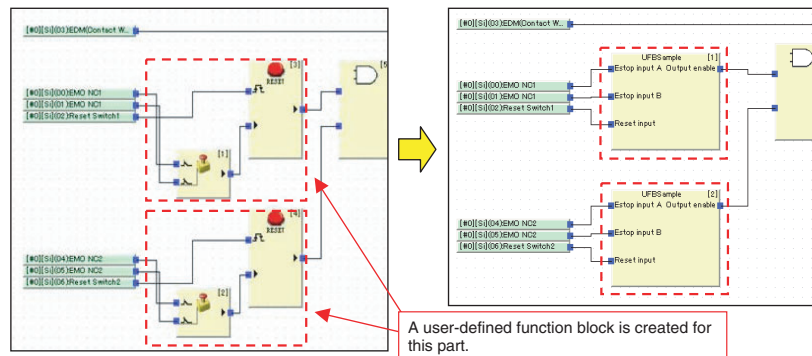 [#0][Si](03):EDM(Contact W...
[3]
RESET
[5
[#0][Si](00):EMO NC1
[#0][Si](01):EMO NC1
[#0][Si](02):Reset Switch1
[1]
[4]
RESET
[#0][Si](04):EMO NC2
[#0][Si](05):EMO NC2
[#0][Si](06):Reset Switch2
[2]
[#0][Si](03):EDM(Contact W...
UFBSample [1]
Estop input A Output enable
Estop input B
Reset input
[#0][Si](00):EMO NC1
[#0][Si](01):EMO NC1
[#0][Si](02):Reset Switch1
UFBSample [2]
Estop input A Output enable
Estop input B
Reset input
[#0][Si](04):EMO NC2
[#0][Si](05):EMO NC2
[#0][Si](06):Reset Switch2
A user-defined function block is created for
this part.